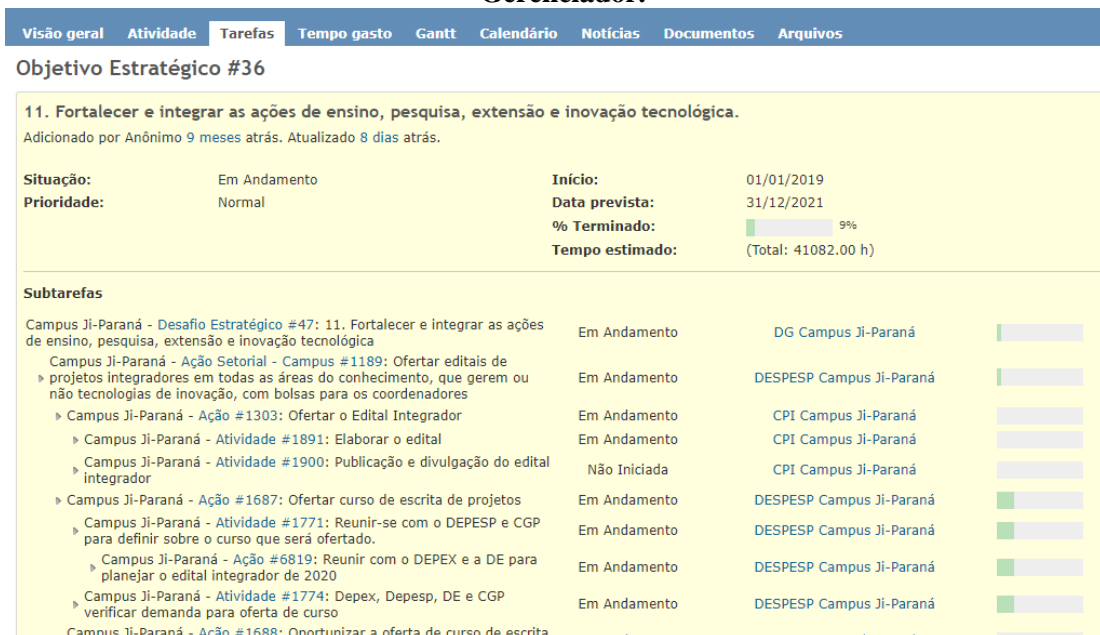 Gerenciador.
Visão geral Atividade Tarefas Tempo gasto Gantt Calendário Notícias Documentos Arquivos
Objetivo Estratégico #36
11. Fortalecer e integrar as ações de ensino, pesquisa, extensão e inovação tecnológica.
Adicionado por Anônimo 9 meses atrás. Atualizado 8 dias atrás.
Situação: Em Andamento Início: 01/01/2019
Prioridade: Normal Data prevista: 31/12/2021
% Terminado: 9%
Tempo estimado: (Total: 41082.00 h)
Subtarefas
Campus Ji-Paraná - Desafio Estratégico #47: 11. Fortalecer e integrar as ações
de ensino, pesquisa, extensão e inovação tecnológica
Em Andamento DG Campus Ji-Paraná
Campus Ji-Paraná - Ação Setorial - Campus #1189: Ofertar editais de
projetos integradores em todas as áreas do conhecimento, que gerem ou
não tecnologias de inovação, com bolsas para os coordenadores
Em Andamento DESPESP Campus Ji-Paraná
Campus Ji-Paraná - Ação #1303: Ofertar o Edital Integrador Em Andamento CPI Campus Ji-Paraná
Campus Ji-Paraná - Atividade #1891: Elaborar o edital Em Andamento CPI Campus Ji-Paraná
Campus Ji-Paraná - Atividade #1900: Publicação e divulgação do edital
integrador
Não Iniciada CPI Campus Ji-Paraná
Campus Ji-Paraná - Ação #1687: Ofertar curso de escrita de projetos Em Andamento DESPESP Campus Ji-Paraná
Campus Ji-Paraná - Atividade #1771: Reunir-se com o DEPESP e CGP
para definir sobre o curso que será ofertado.
Em Andamento DESPESP Campus Ji-Paraná
Campus Ji-Paraná - Ação #6819: Reunir com o DEPEX e a DE para
planejar o edital integrador de 2020
Em Andamento DESPESP Campus Ji-Paraná
Campus Ji-Paraná - Atividade #1774: Depex, Depesp, DE e CGP
verificar demanda para oferta de curso
Em Andamento DESPESP Campus Ji-Paraná
Campus Ji-Paraná - Ação #1688: Oportunizar a oferta de curso de escrita